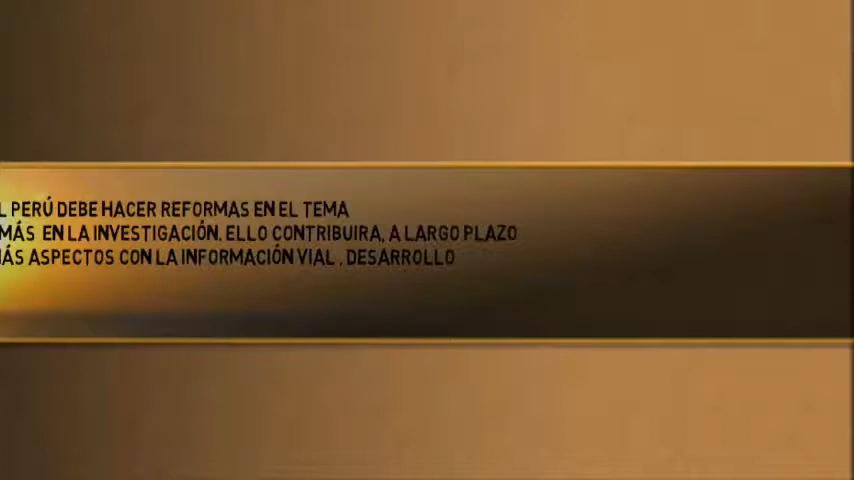 L PERÚ DEBE HACER REFORMAS EN EL TEMA
MÁS EN LA INVESTIGACIÓN. ELLO CONTRIBUIRA, A LARGO PLAZO
ÁS ASPECTOS CON LA INFORMACIÓN VIAL . DESARROLLO